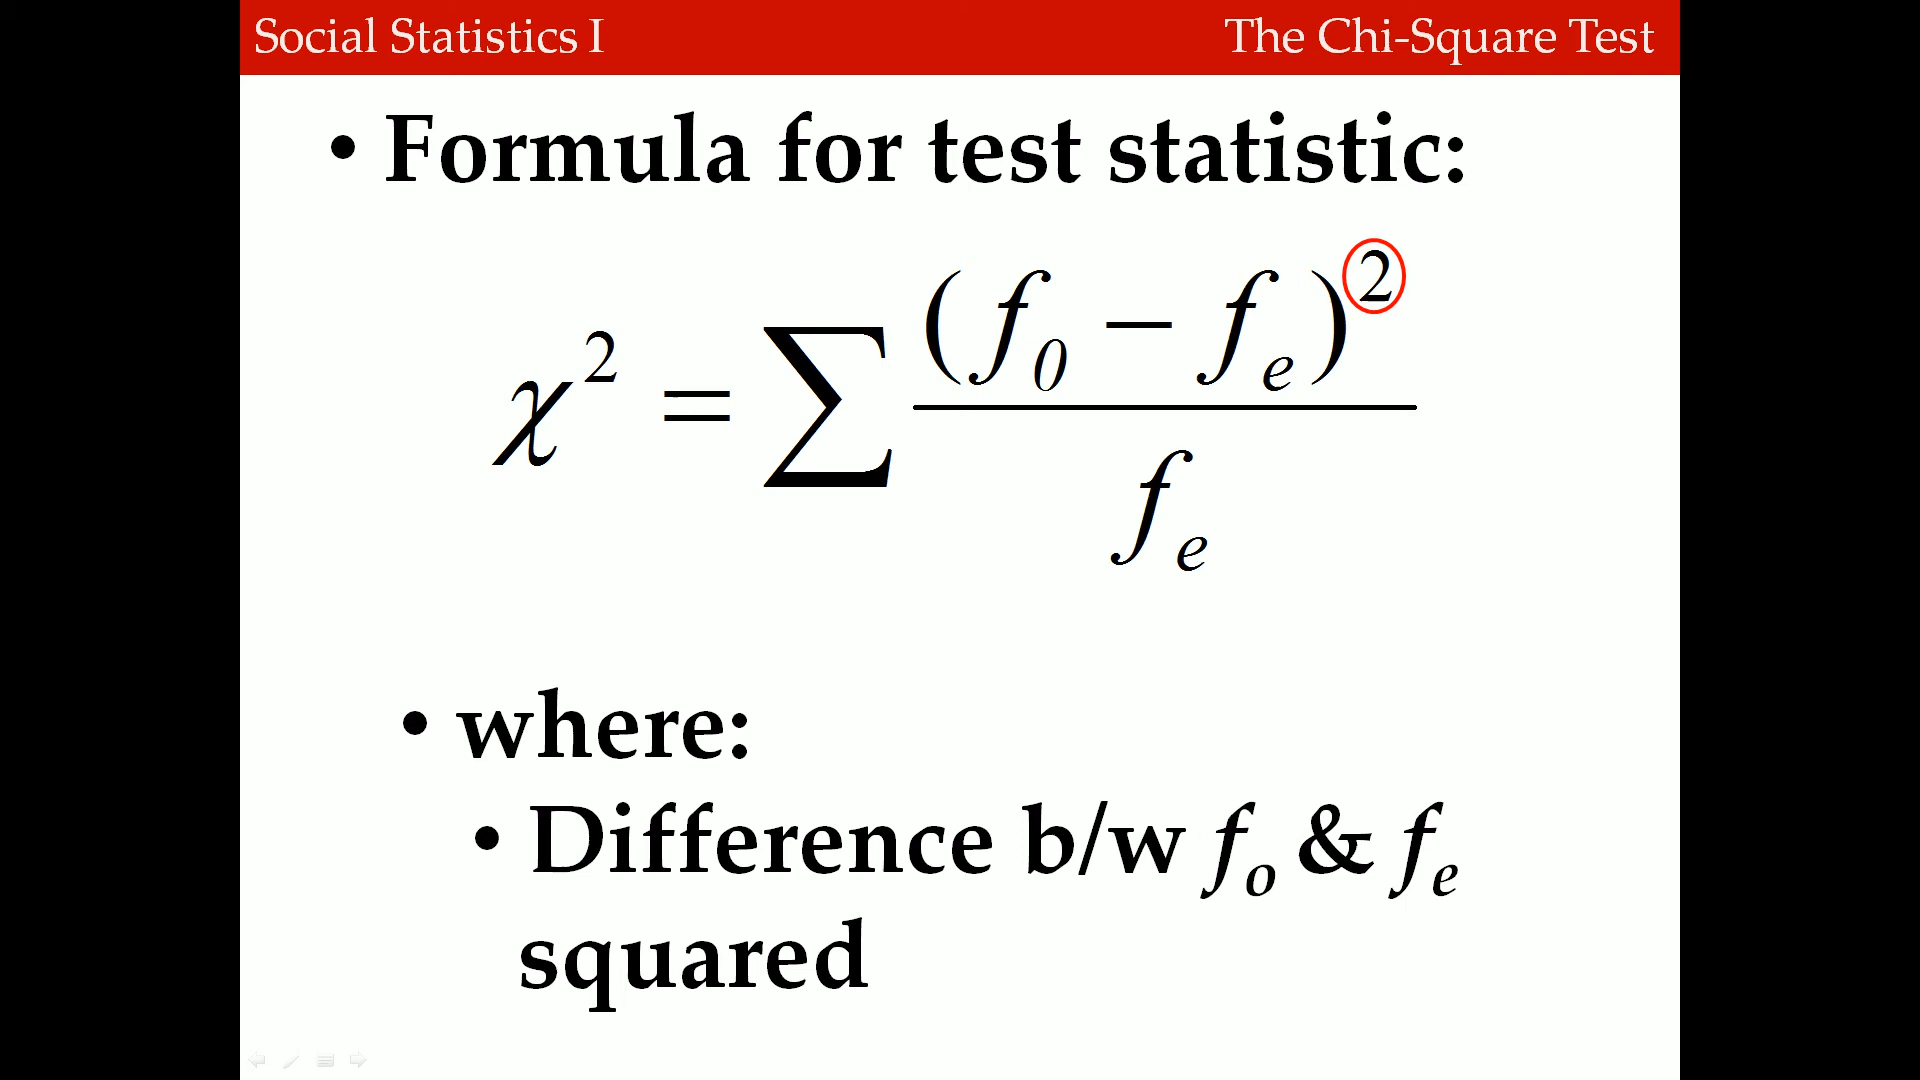 Social Statistics I The Chi-Square Test
• Formula for test statistic:
χ² = ∑ (f₀ − fₑ)² / fₑ
• where:
• Difference b/w fₒ & fₑ
squared